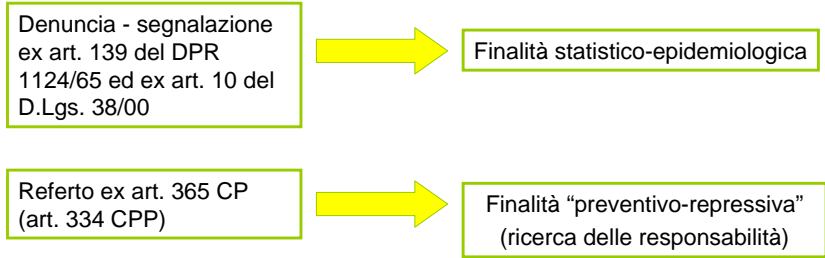 Denuncia - segnalazione
ex art. 139 del DPR
1124/65 ed ex art. 10 del
D.Lgs. 38/00
Finalità statistico-epidemiologica
Referto ex art. 365 CP
(art. 334 CPP)
Finalità “preventivo-repressiva”
(ricerca delle responsabilità)